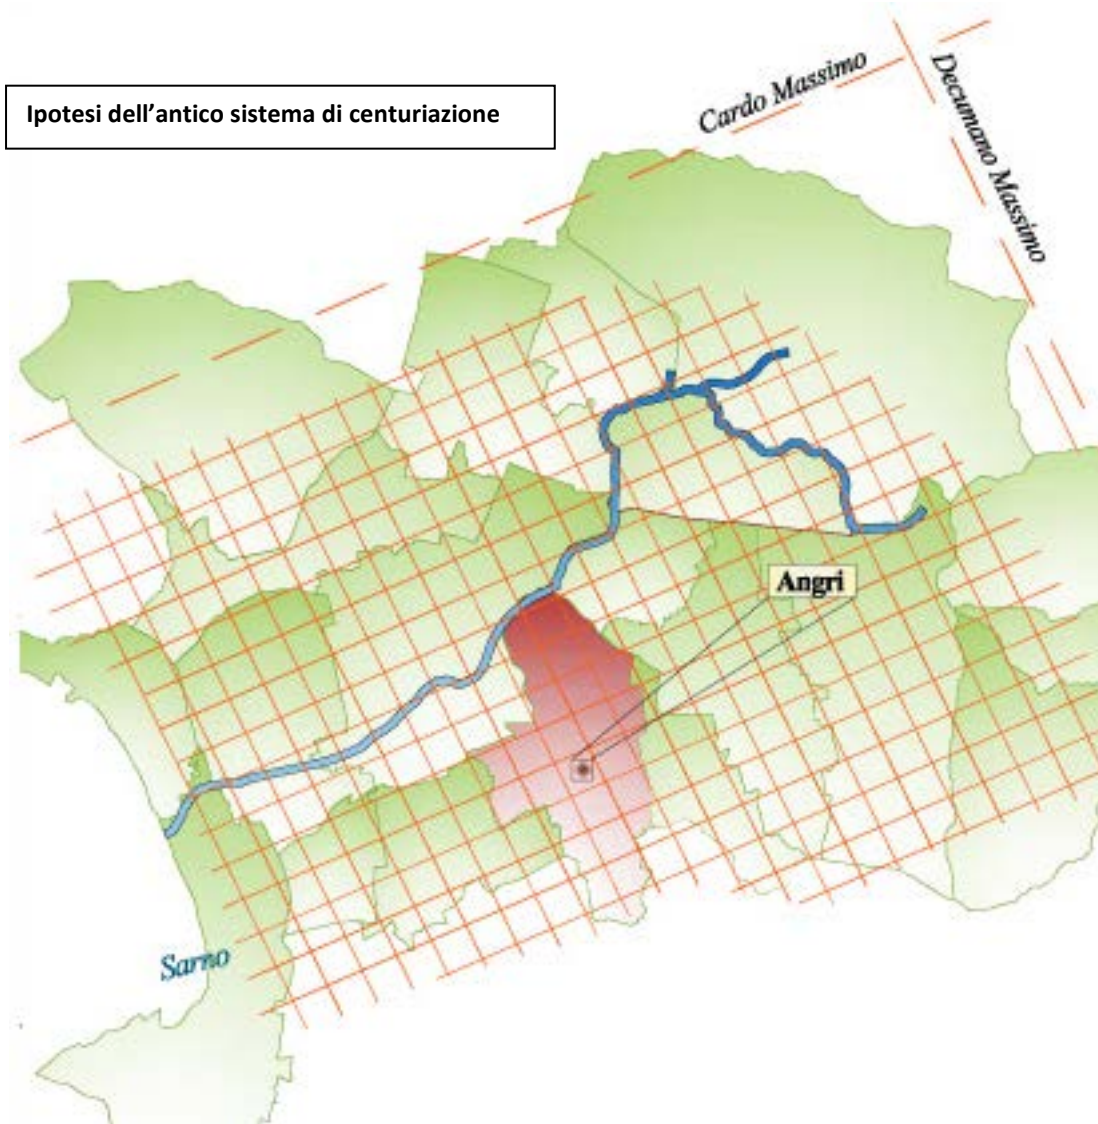 Ipotesi dell’antico sistema di centuriazione
Cardo Massimo
Decumano Massimo
Angri
Sarno